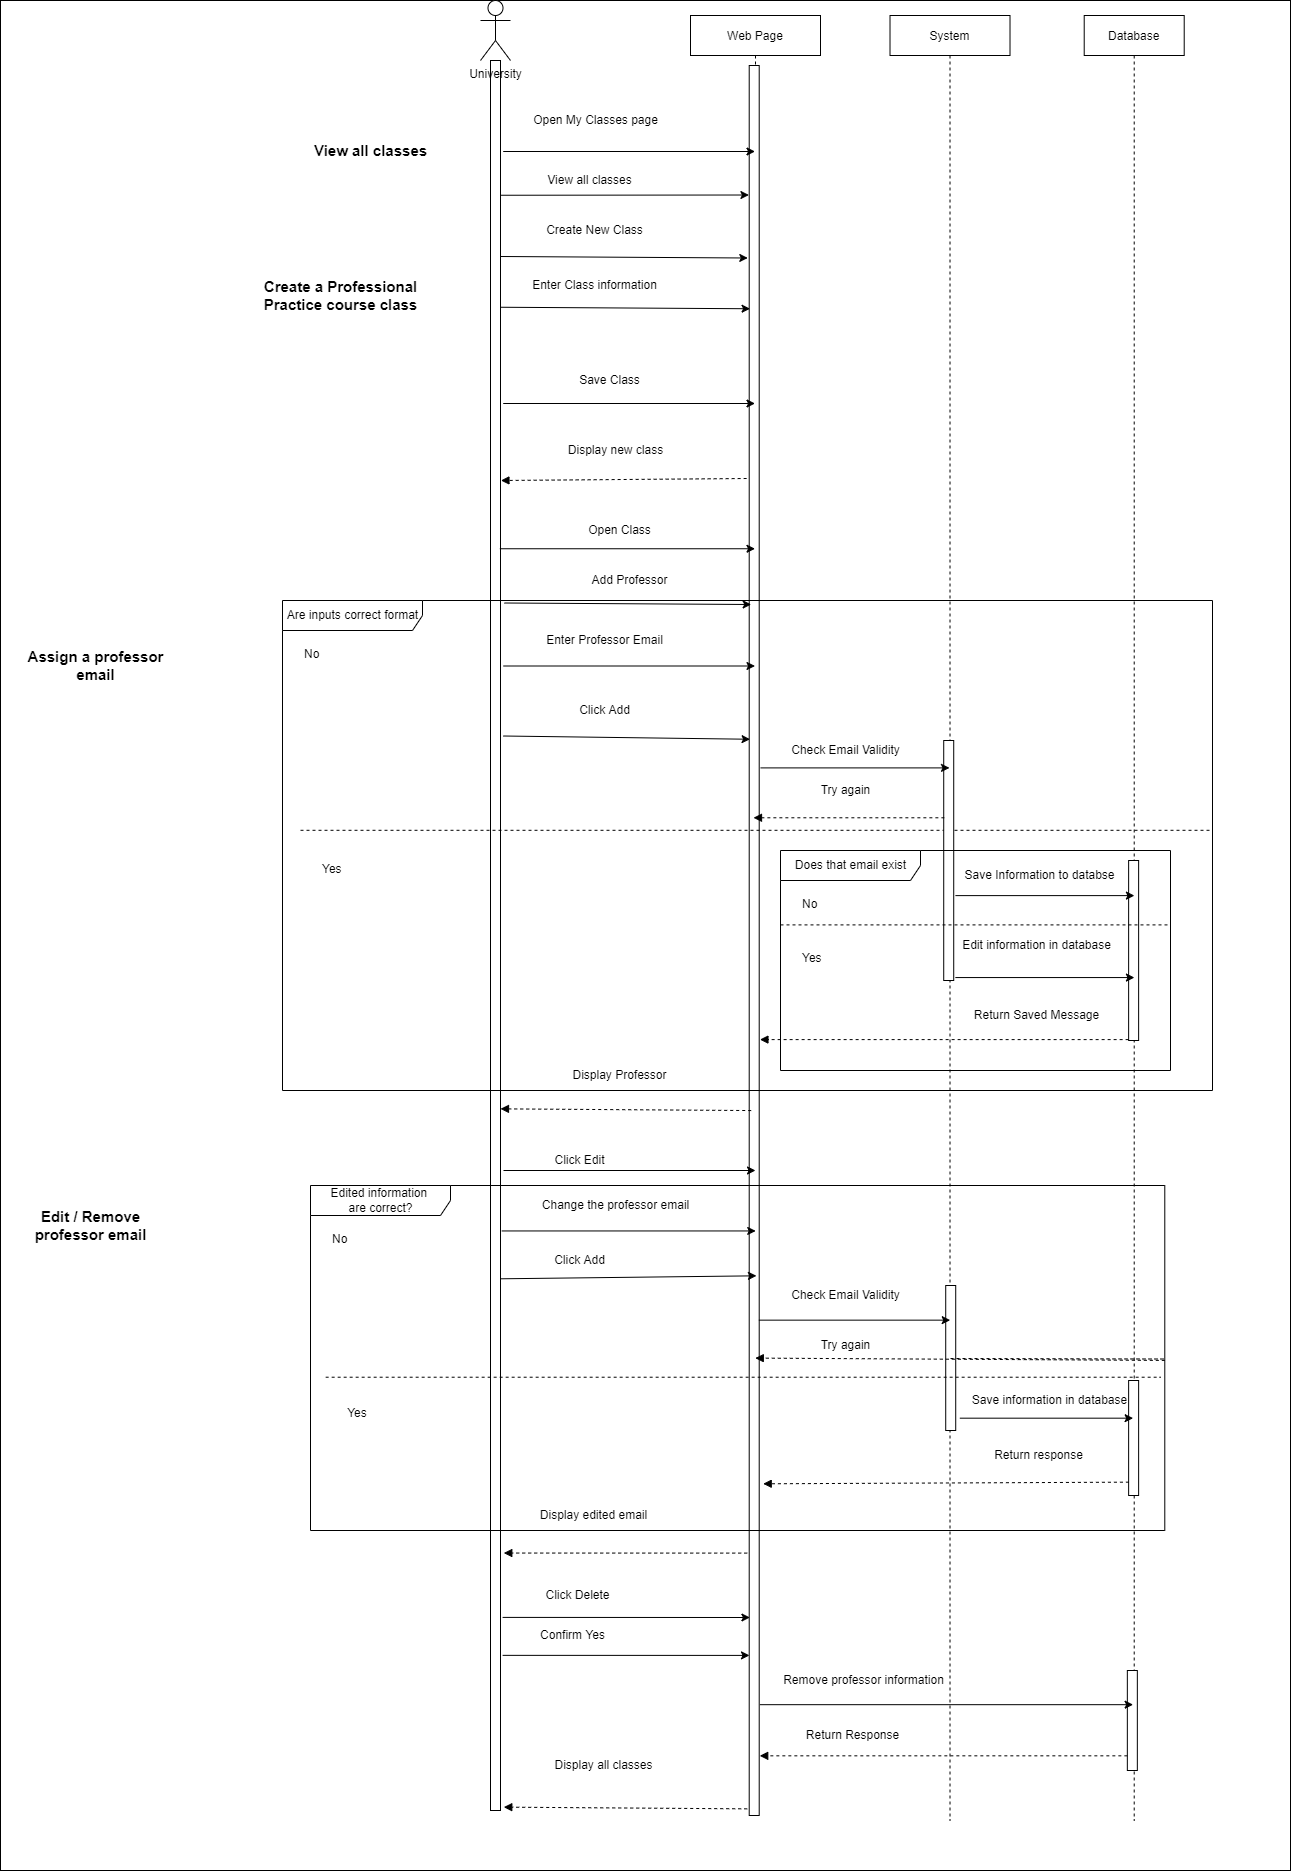 University
Web Page
System
Database
Open My Classes page
View all classes
View all classes
Create New Class
Create a Professional
Practice course class
Enter Class information
Save Class
Display new class
Open Class
Add Professor
Are inputs correct format
No
Enter Professor Email
Assign a professor
email
Click Add
Check Email Validity
Try again
Yes
Does that email exist
Save Information to databse
No
Edit information in database
Yes
Return Saved Message
Display Professor
Click Edit
Edited information
are correct?
Change the professor email
Edit / Remove
professor email
No
Click Add
Check Email Validity
Try again
Yes
Save information in database
Return response
Display edited email
Click Delete
Confirm Yes
Remove professor information
Return Response
Display all classes